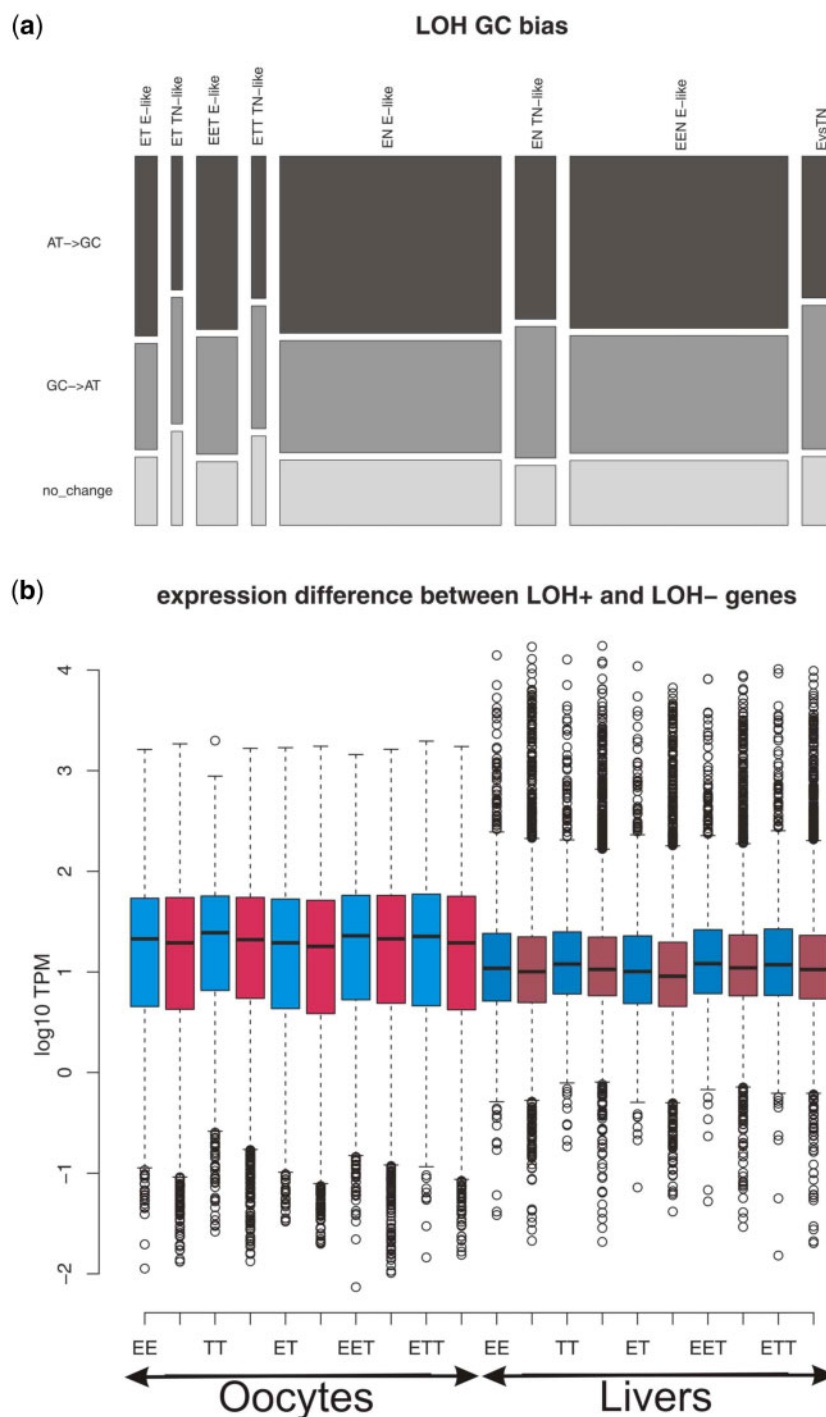 (a)
LOH GC bias
ET E-like
ET TN-like
EET E-like
ETT TN-like
EN E-like
EN TN-like
EEN E-like
EvsTN
AT->GC
GC->AT
no_change
(b)
expression difference between LOH+ and LOH− genes
log10 TPM
4
3
2
1
0
−1
−2
EE TT ET EET ETT EE TT ET EET ETT
Oocytes Livers